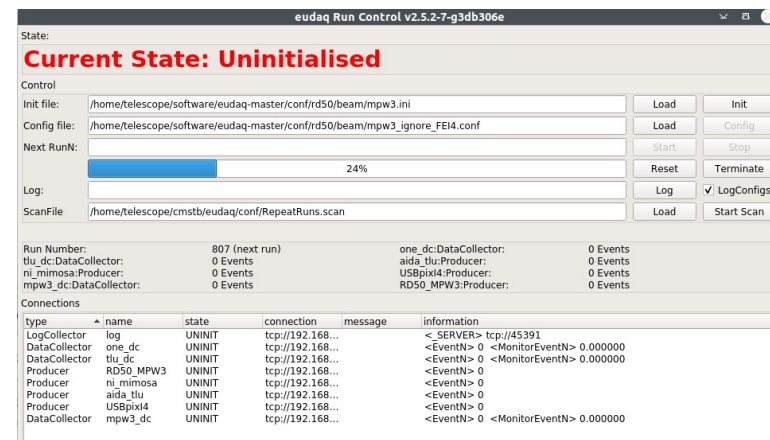 eudaq Run Control v2.5.2-7-g3db306e
State:
Current State: Uninitialised
Control
Init file: /home/telescope/software/eudaq-master/conf/rd50/beam/mpw3.ini Load Init
Config file: /home/telescope/software/eudaq-master/conf/rd50/beam/mpw3_ignore_FEI4.conf Load Config
Next RunN: Start Stop
24% Reset Terminate
Log: Log LogConfigs
ScanFile /home/telescope/cmstb/eudaq/conf/RepeatRuns.scan Load Start Scan
Run Number: 807 (next run) one_dc:DataCollector: 0 Events
tlu_dc:DataCollector: 0 Events aida_tlu:Producer: 0 Events
ni_mimosa:Producer: 0 Events USBpixI4:Producer: 0 Events
mpw3_dc:DataCollector: 0 Events RD50_MPW3:Producer: 0 Events
Connections
type name state connection message information
LogCollector log UNINIT tcp://192.168... <_SERVER> tcp://45391
DataCollector one_dc UNINIT tcp://192.168... <EventN> 0 <MonitorEventN> 0.000000
DataCollector tlu_dc UNINIT tcp://192.168... <EventN> 0 <MonitorEventN> 0.000000
Producer RD50_MPW3 UNINIT tcp://192.168... <EventN> 0
Producer ni_mimosa UNINIT tcp://192.168... <EventN> 0
Producer aida_tlu UNINIT tcp://192.168... <EventN> 0
Producer USBpixI4 UNINIT tcp://192.168... <EventN> 0
DataCollector mpw3_dc UNINIT tcp://192.168... <EventN> 0 <MonitorEventN> 0.000000